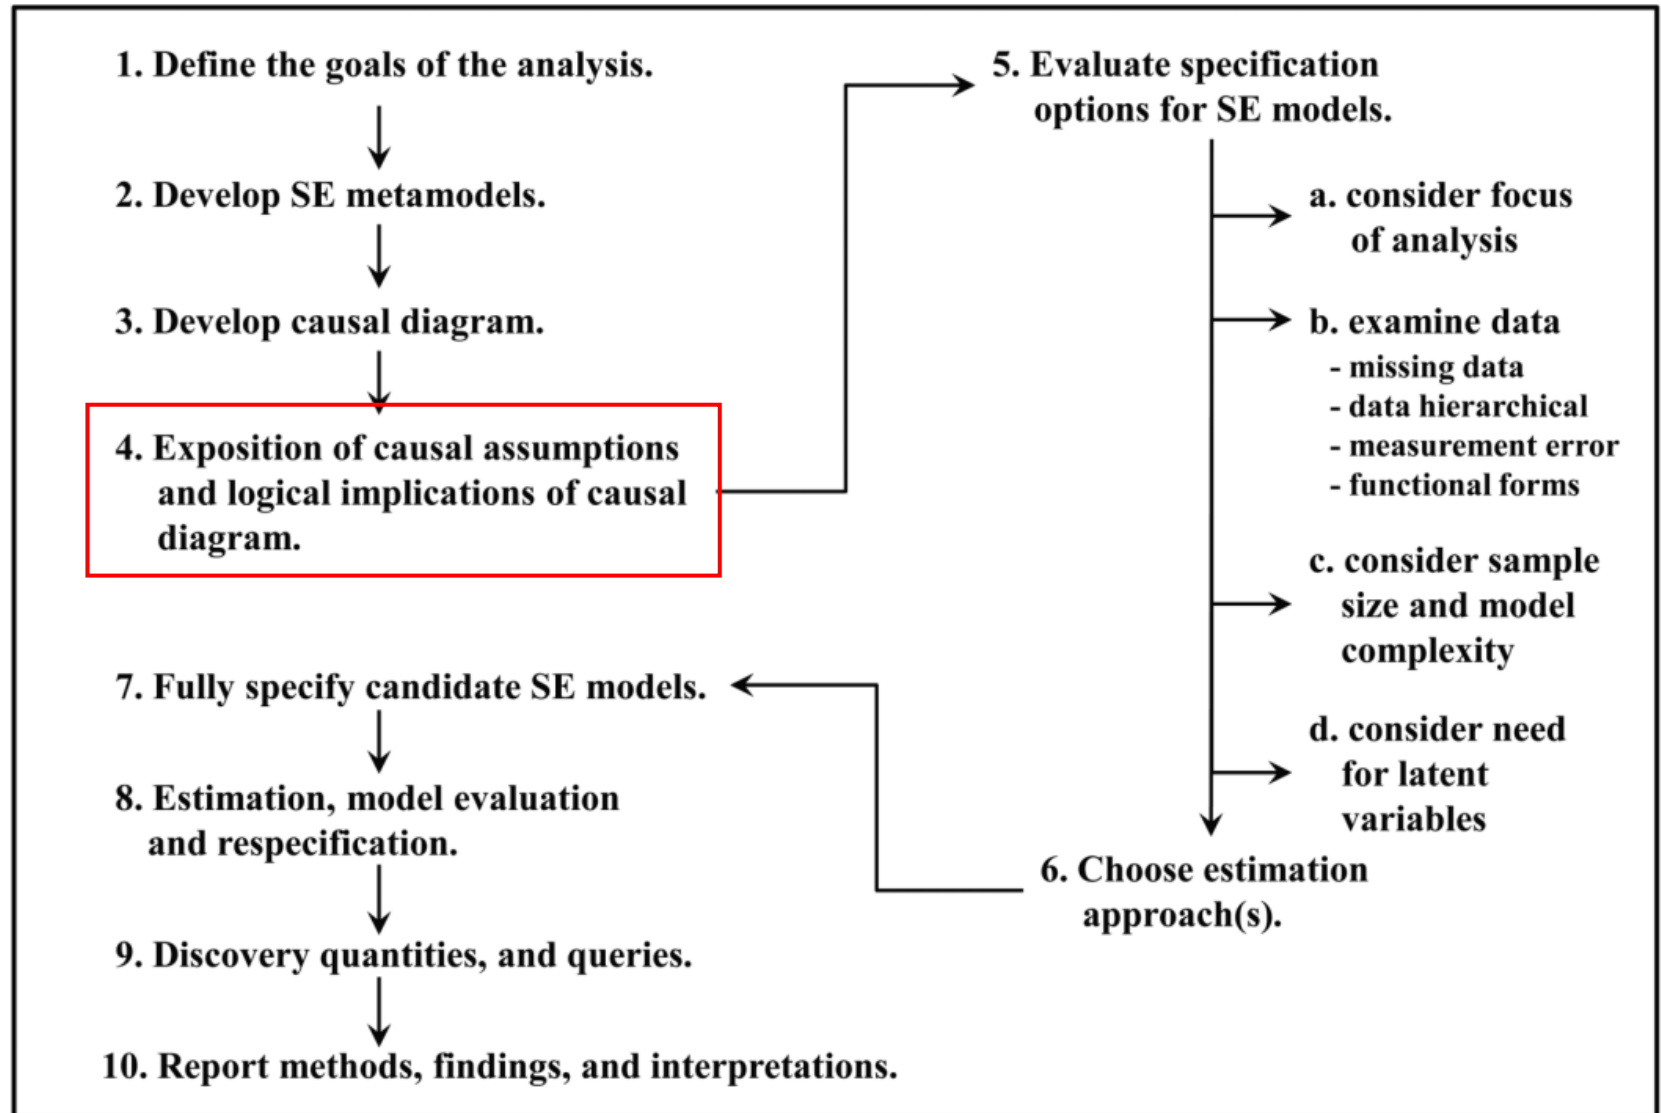 1. Define the goals of the analysis.
2. Develop SE metamodels.
3. Develop causal diagram.
4. Exposition of causal assumptions
and logical implications of causal
diagram.
5. Evaluate specification
options for SE models.
a. consider focus
of analysis
b. examine data
- missing data
- data hierarchical
- measurement error
- functional forms
c. consider sample
size and model
complexity
d. consider need
for latent
variables
6. Choose estimation
approach(s).
7. Fully specify candidate SE models.
8. Estimation, model evaluation
and respecification.
9. Discovery quantities, and queries.
10. Report methods, findings, and interpretations.